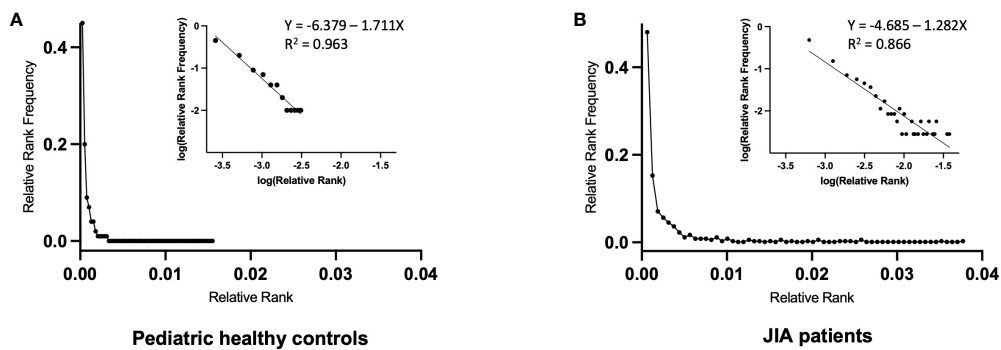 A
Relative Rank Frequency
0.4
0.2
0.0
0.00 0.01 0.02 0.03 0.04
Relative Rank
log(Relative Rank Frequency)
0
-1
-2
-3.5 -3.0 -2.5 -2.0 -1.5
log(Relative Rank)
Y = -6.379 – 1.711X
R² = 0.963
Pediatric healthy controls
B
Relative Rank Frequency
0.4
0.2
0.0
0.00 0.01 0.02 0.03 0.04
Relative Rank
log(Relative Rank Frequency)
0
-1
-2
-3.5 -3.0 -2.5 -2.0 -1.5
log(Relative Rank)
Y = -4.685 – 1.282X
R² = 0.866
JIA patients